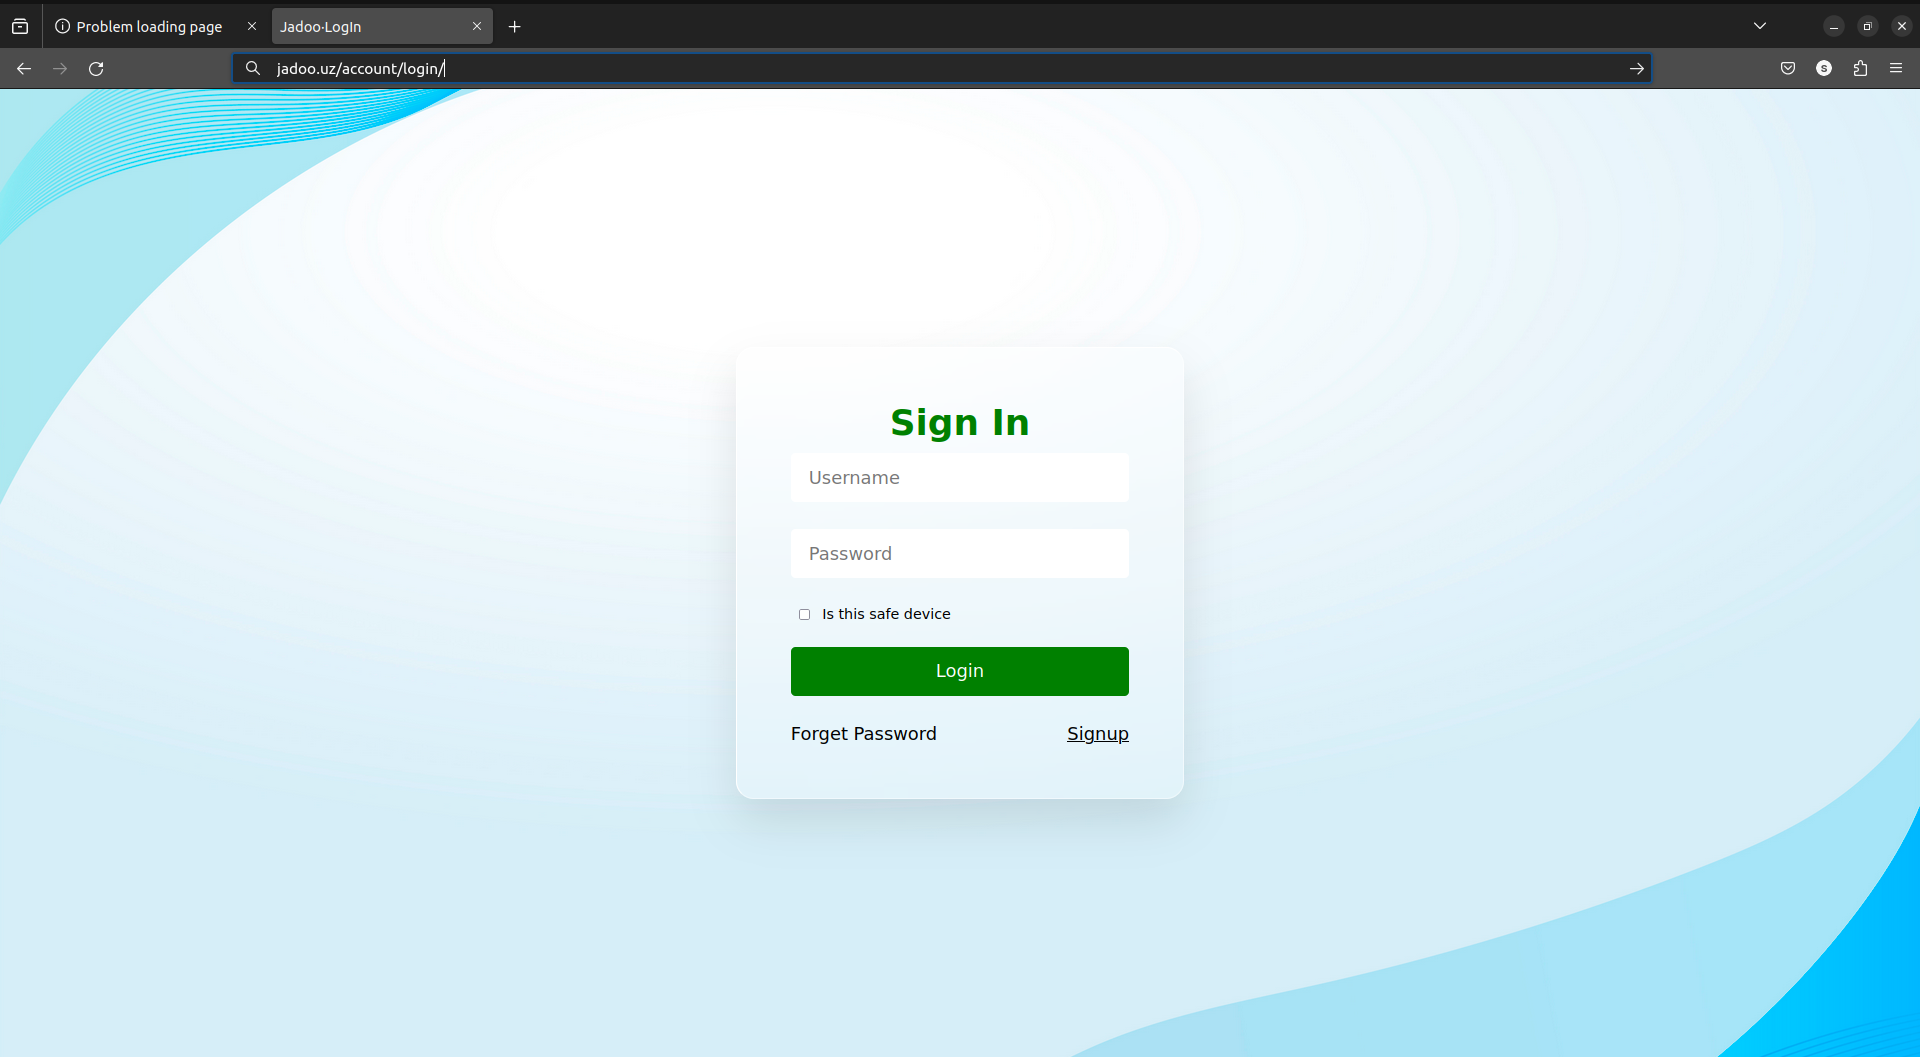 Problem loading page
Jadoo·LogIn
jadoo.uz/account/login/
S
Sign In
Username
Password
Is this safe device
Login
Forget Password
Signup